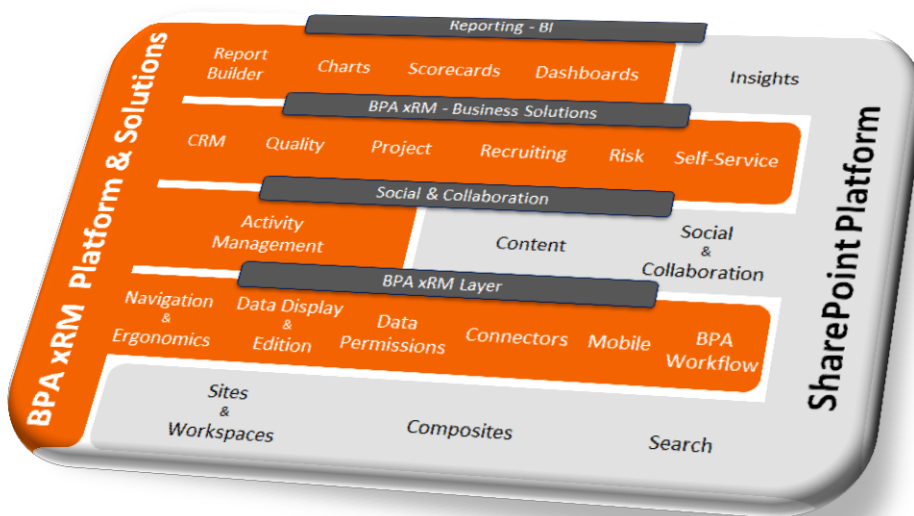 BPA xRM Platform & Solutions
Reporting - BI
Report
Builder
Charts
Scorecards
Dashboards
Insights
BPA xRM - Business Solutions
CRM
Quality
Project
Recruiting
Risk
Self-Service
Social & Collaboration
Activity
Management
Content
Social
&
Collaboration
BPA xRM Layer
Navigation
&
Ergonomics
Data Display
&
Edition
Data
Permissions
Connectors
Mobile
BPA
Workflow
Sites
&
Workspaces
Composites
Search
SharePoint Platform